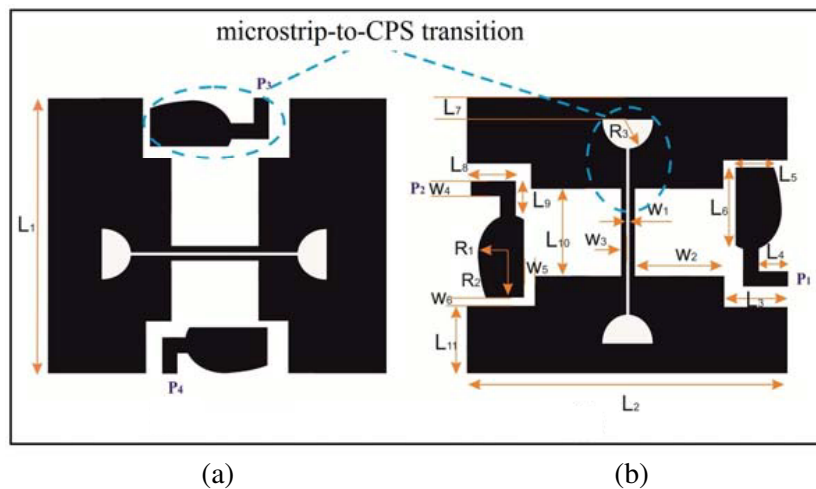 microstrip-to-CPS transition
P3
L1
P4
L7
R3
L8
P2
W4
L9
L5
L6
W1
L10
W3
W2
L4
R1
W5
R2
P1
W6
L3
L11
L2
(a)
(b)